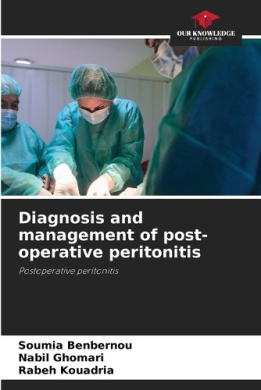 OUR KNOWLEDGE
PUBLISHING
Diagnosis and
management of post-
operative peritonitis
Postoperative peritonitis
Soumia Benbernou
Nabil Ghomari
Rabeh Kouadria